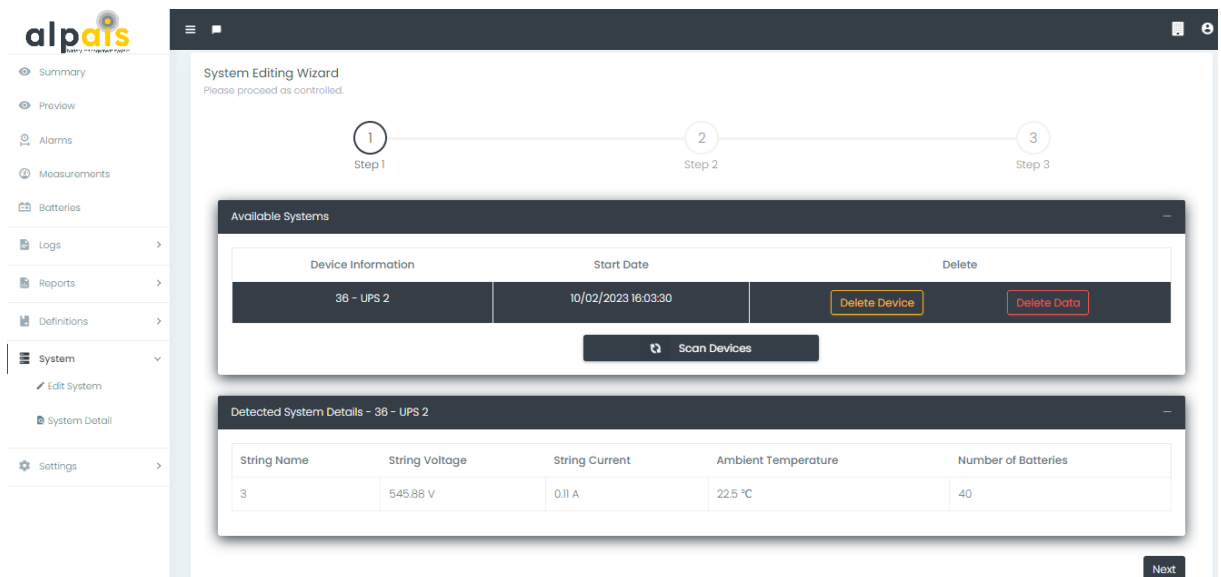 alpais
battery management system
Summary
Preview
Alarms
Measurements
Batteries
Logs
Reports
Definitions
System
Edit System
System Detail
Settings
System Editing Wizard
Please proceed as controlled.
1 2 3
Step 1 Step 2 Step 3
Available Systems
Device Information Start Date Delete
36 - UPS 2 10/02/2023 16:03:30 Delete Device Delete Data
Scan Devices
Detected System Details - 36 - UPS 2
String Name String Voltage String Current Ambient Temperature Number of Batteries
3 545.88 V 0.11 A 22.5 °C 40
Next